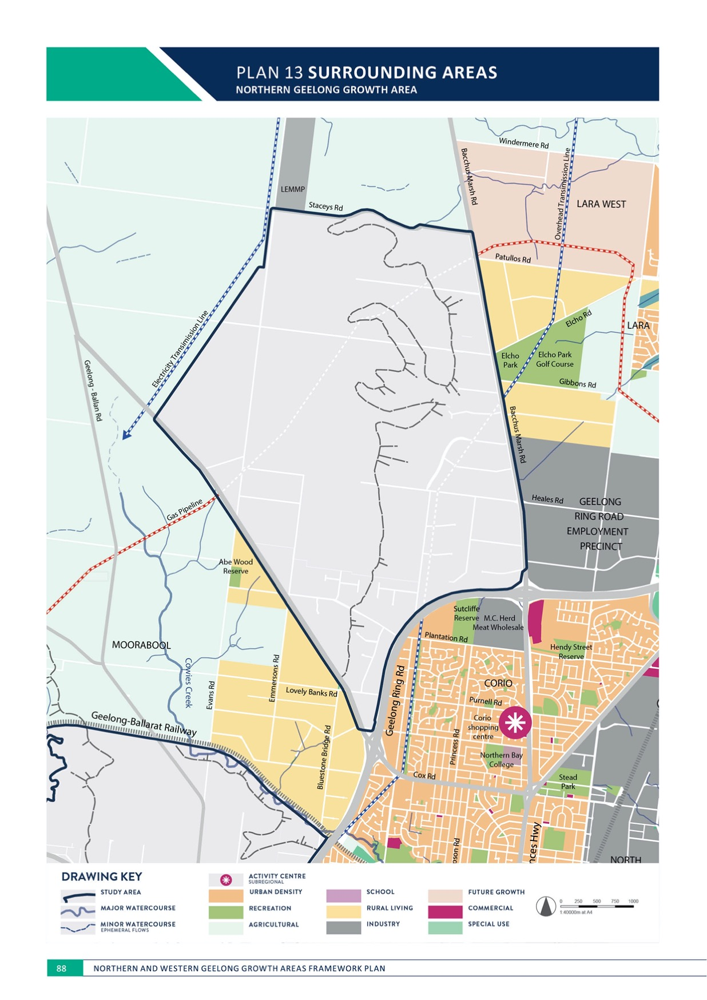 PLAN 13 SURROUNDING AREAS
NORTHERN GEELONG GROWTH AREA
Windermere Rd
Bacchus Marsh Rd
Overhead Transmission Line
LEMMP
Staceys Rd
LARA WEST
Patullos Rd
Elcho Rd
LARA
Electricity Transimission Line
Elcho
Park
Elcho Park
Golf Course
Geelong - Ballan Rd
Gibbons Rd
Bacchus Marsh Rd
Gas Pipeline
Heales Rd
GEELONG
RING ROAD
EMPLOYMENT
PRECINCT
Abe Wood
Reserve
Sutcliffe
Reserve
M.C. Herd
Meat Wholesale
Plantation Rd
MOORABOOL
Hendy Street
Reserve
Cowies Creek
Evans Rd
Emmersons Rd
Lovely Banks Rd
Geelong Ring Rd
CORIO
Purnell Rd
Corio
shopping
centre
Geelong-Ballarat Railway
Bluestone Bridge Rd
Princess Rd
Northern Bay
College
Cox Rd
Stead
Park
pson Rd
nces Hwy
NORTH
DRAWING KEY
STUDY AREA
MAJOR WATERCOURSE
MINOR WATERCOURSE
EPHEMERAL FLOWS
ACTIVITY CENTRE
SUBREGIONAL
URBAN DENSITY
RECREATION
AGRICULTURAL
SCHOOL
RURAL LIVING
INDUSTRY
FUTURE GROWTH
COMMERCIAL
SPECIAL USE
0 250 500 750 1000
1:40000m at A4
88 NORTHERN AND WESTERN GEELONG GROWTH AREAS FRAMEWORK PLAN